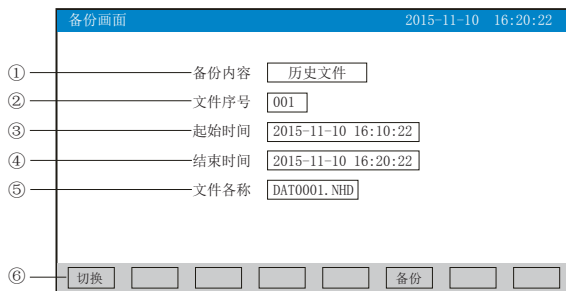 备份画面 2015-11-10 16:20:22
① 备份内容 历史文件
② 文件序号 001
③ 起始时间 2015-11-10 16:10:22
④ 结束时间 2015-11-10 16:20:22
⑤ 文件各称 DAT0001.NHD
⑥ 切换 备份